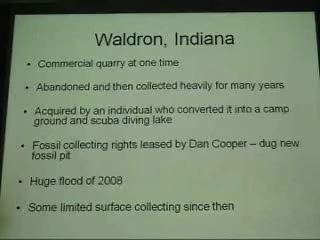 Waldron, Indiana
• Commercial quarry at one time
• Abandoned and then collected heavily for many years
• Acquired by an individual who converted it into a camp
ground and scuba diving lake
• Fossil collecting rights leased by Dan Cooper – dug new
fossil pit
• Huge flood of 2008
• Some limited surface collecting since then